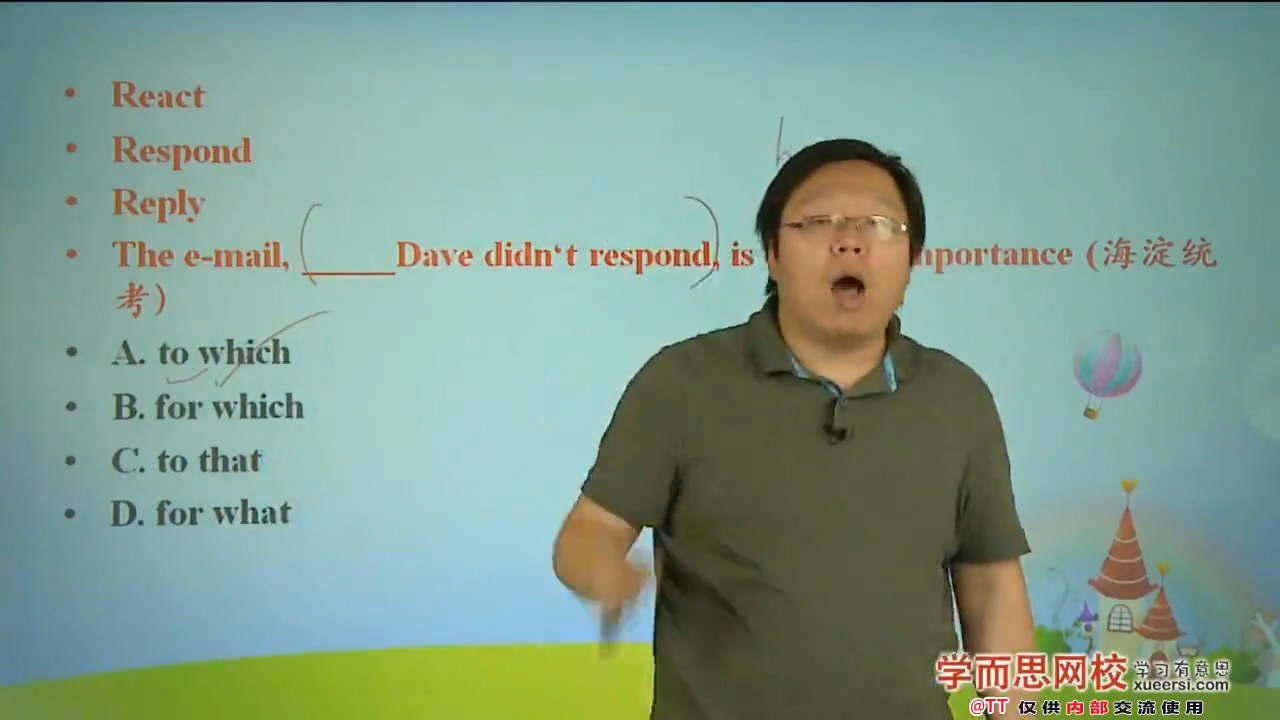 • React
• Respond
• Reply
• The e-mail, _____Dave didn‘t respond, is mportance (海淀统
考)
• A. to which
• B. for which
• C. to that
• D. for what
学而思网校 学习有意思
xueersi.com
@TT 仅供内部交流使用